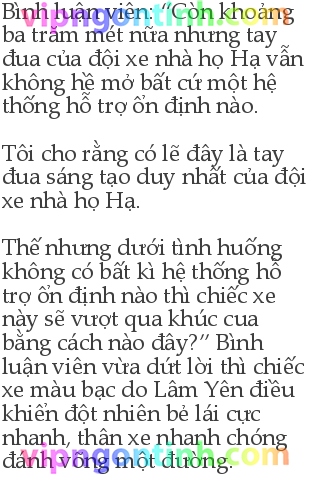 Bình luận viên: “Còn khoảng
ba trăm mét nữa nhưng tay
đua của đội xe nhà họ Hạ vẫn
không hề mở bất cứ một hệ
thống hỗ trợ ổn định nào.
Tôi cho rằng có lẽ đây là tay
đua sáng tạo duy nhất của đội
xe nhà họ Hạ.
Thế nhưng dưới tình huống
không có bất kì hệ thống hỗ
trợ ổn định nào thì chiếc xe
này sẽ vượt qua khúc cua
bằng cách nào đây?” Bình
luận viên vừa dứt lời thì chiếc
xe màu bạc do Lâm Yên điều
khiển đột nhiên bẻ lái cực
nhanh, thân xe nhanh chóng
đánh võng một đường.
vipngontinh.com
vipngontinh.com